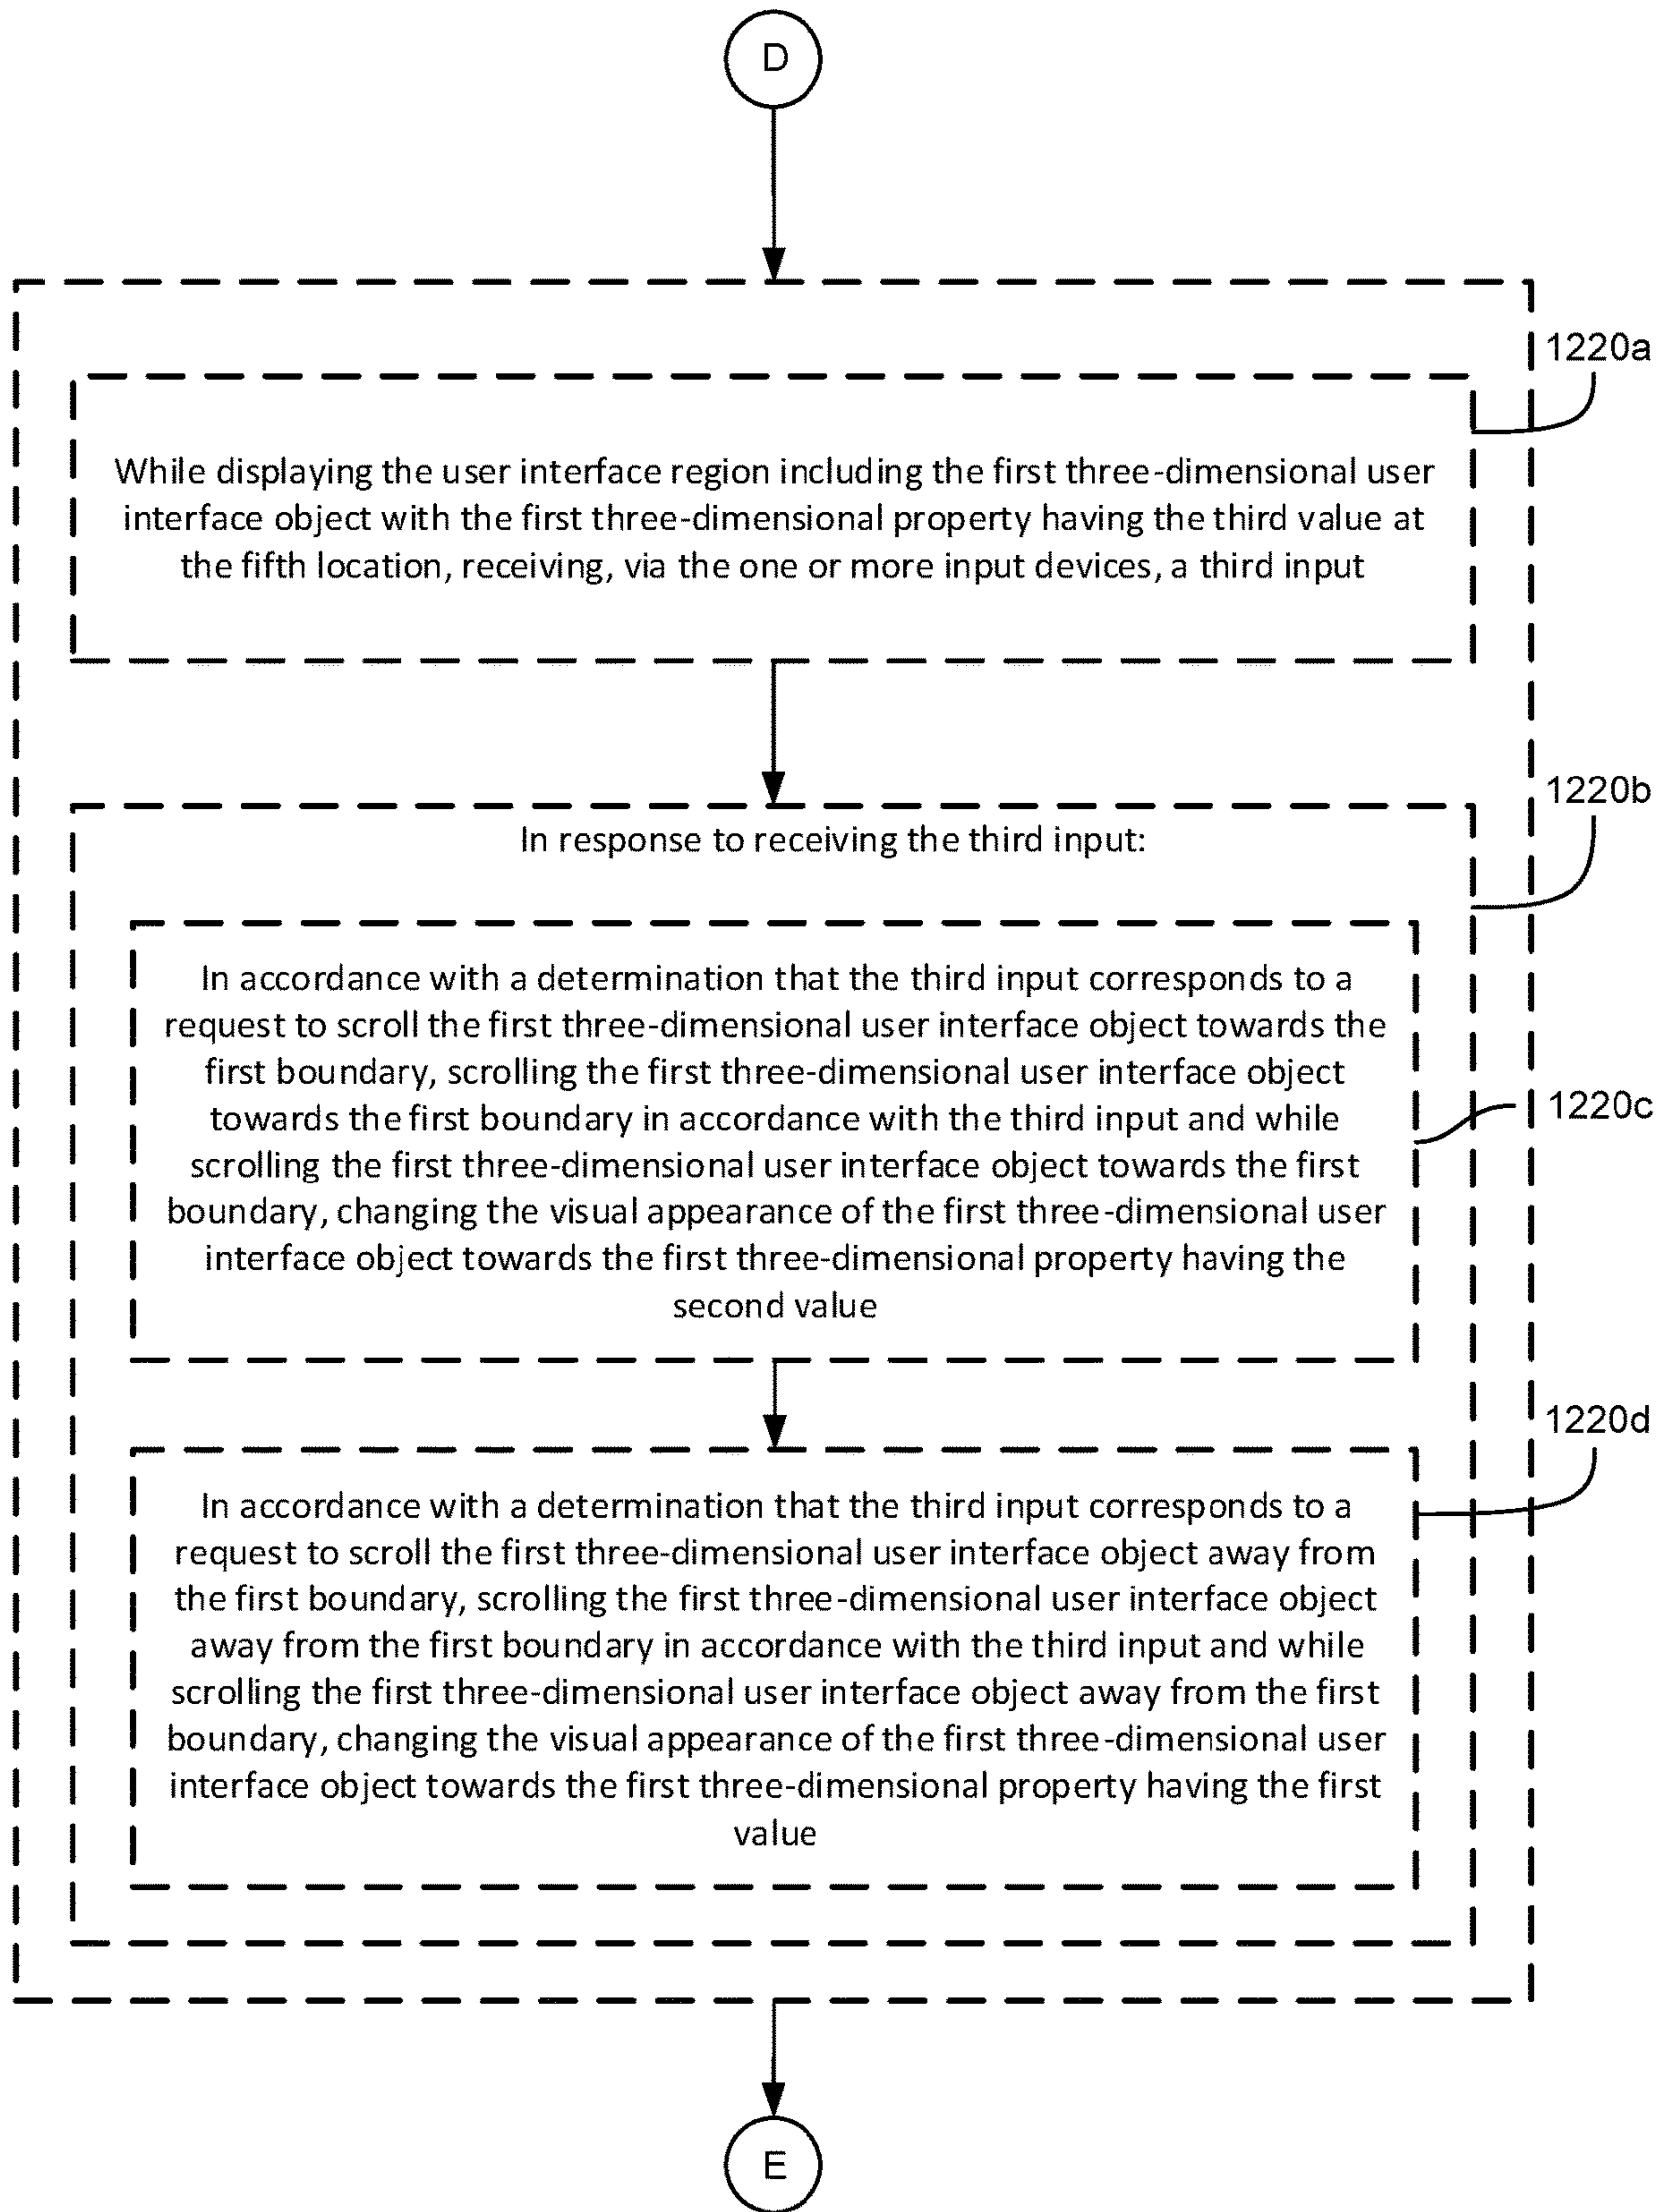 D
1220a
While displaying the user interface region including the first three-dimensional user
interface object with the first three-dimensional property having the third value at
the fifth location, receiving, via the one or more input devices, a third input
1220b
In response to receiving the third input:
In accordance with a determination that the third input corresponds to a
request to scroll the first three-dimensional user interface object towards the
first boundary, scrolling the first three-dimensional user interface object
towards the first boundary in accordance with the third input and while
scrolling the first three-dimensional user interface object towards the first
boundary, changing the visual appearance of the first three-dimensional user
interface object towards the first three-dimensional property having the
second value
1220c
1220d
In accordance with a determination that the third input corresponds to a
request to scroll the first three-dimensional user interface object away from
the first boundary, scrolling the first three-dimensional user interface object
away from the first boundary in accordance with the third input and while
scrolling the first three-dimensional user interface object away from the first
boundary, changing the visual appearance of the first three-dimensional user
interface object towards the first three-dimensional property having the first
value
E